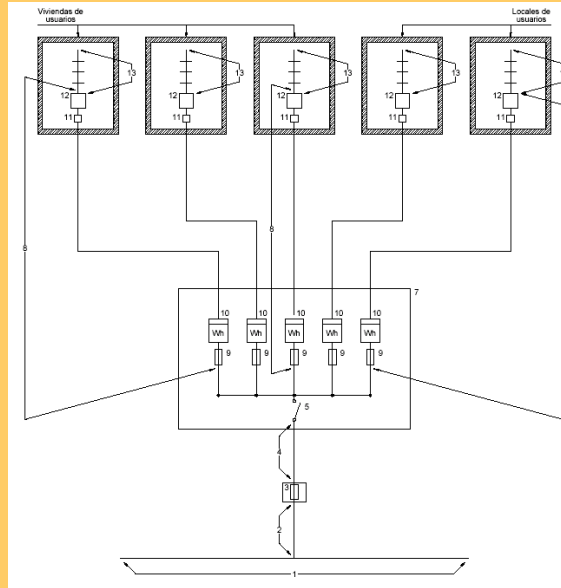 Viviendas de
usuarios
Locales de
usuarios
13 13 13 13
12 12 12 12 12
11 11 11 11 11
8 8
7
10 10 10 10 10
Wh Wh Wh Wh Wh
9 9 9 9 9
5
4
3
2
1